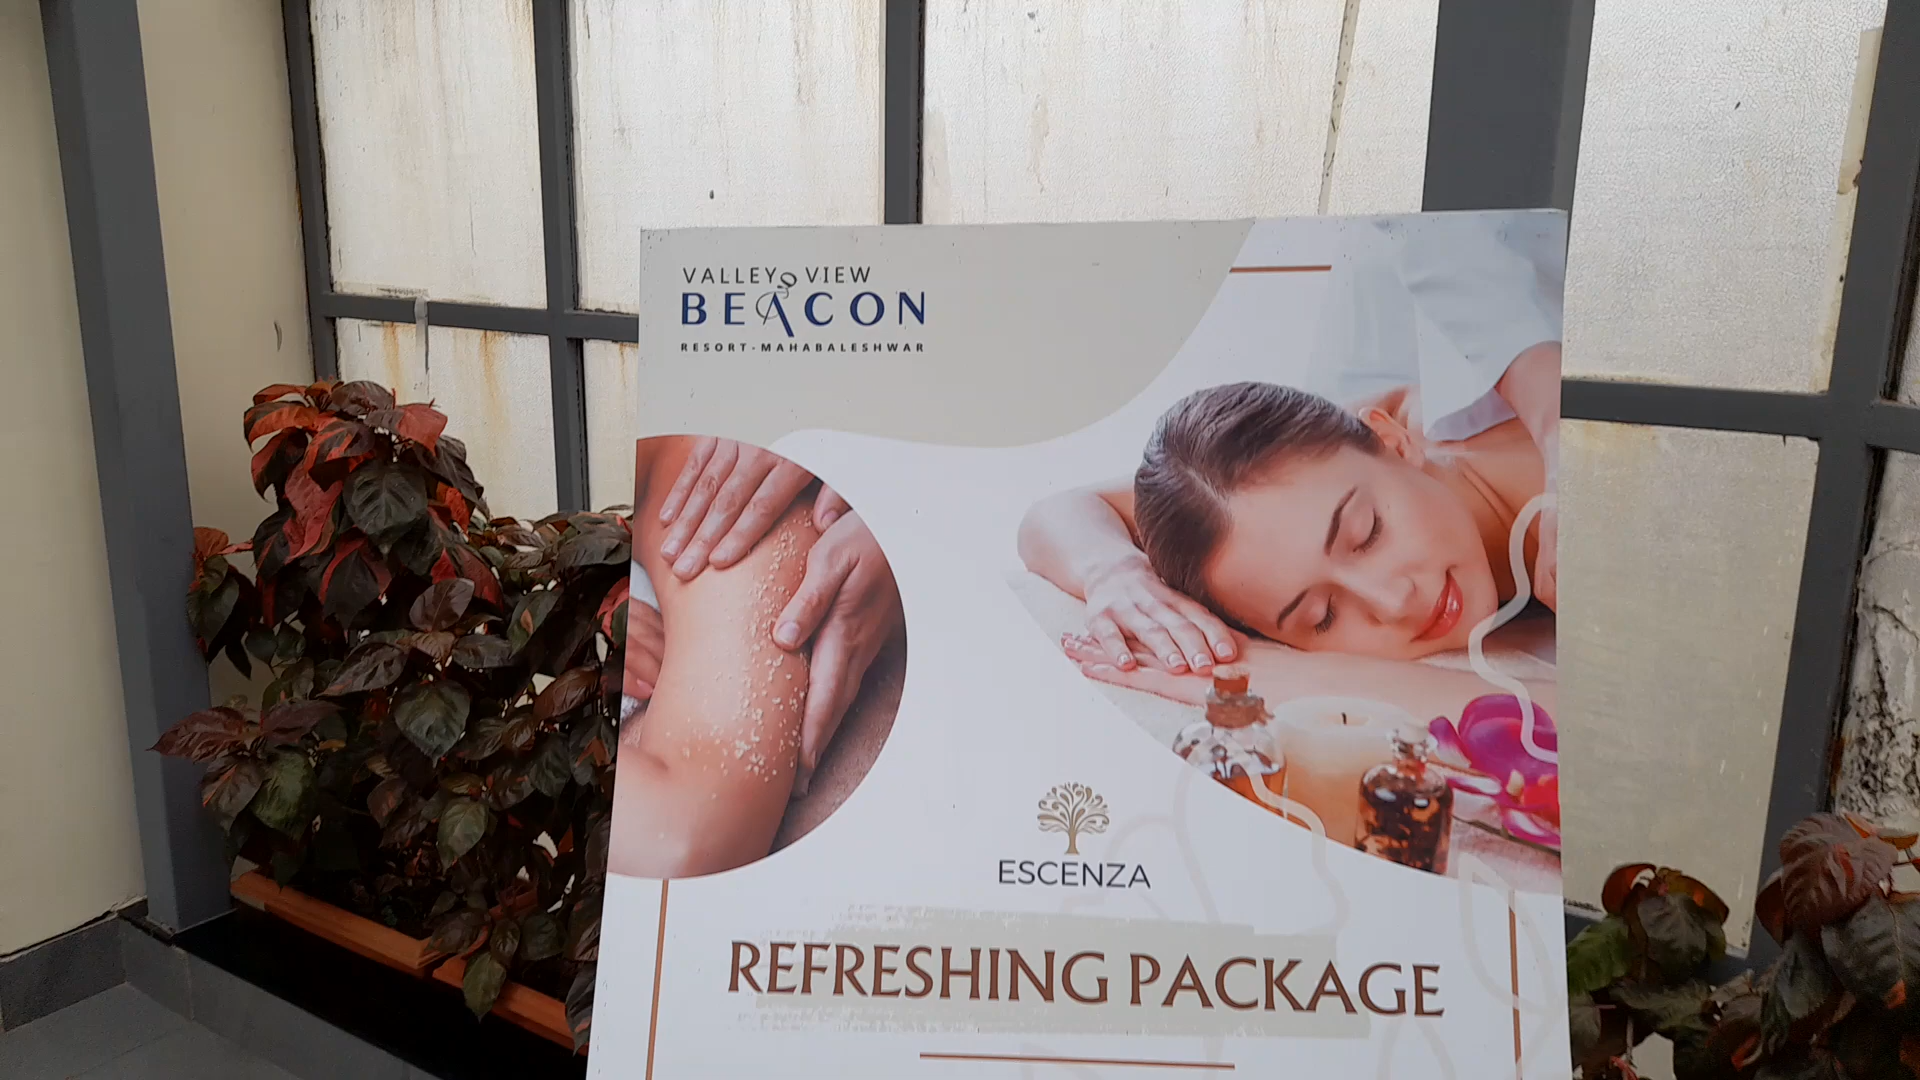 VALLEY VIEW
BEACON
RESORT-MAHABALESHWAR
ESCENZA
REFRESHING PACKAGE